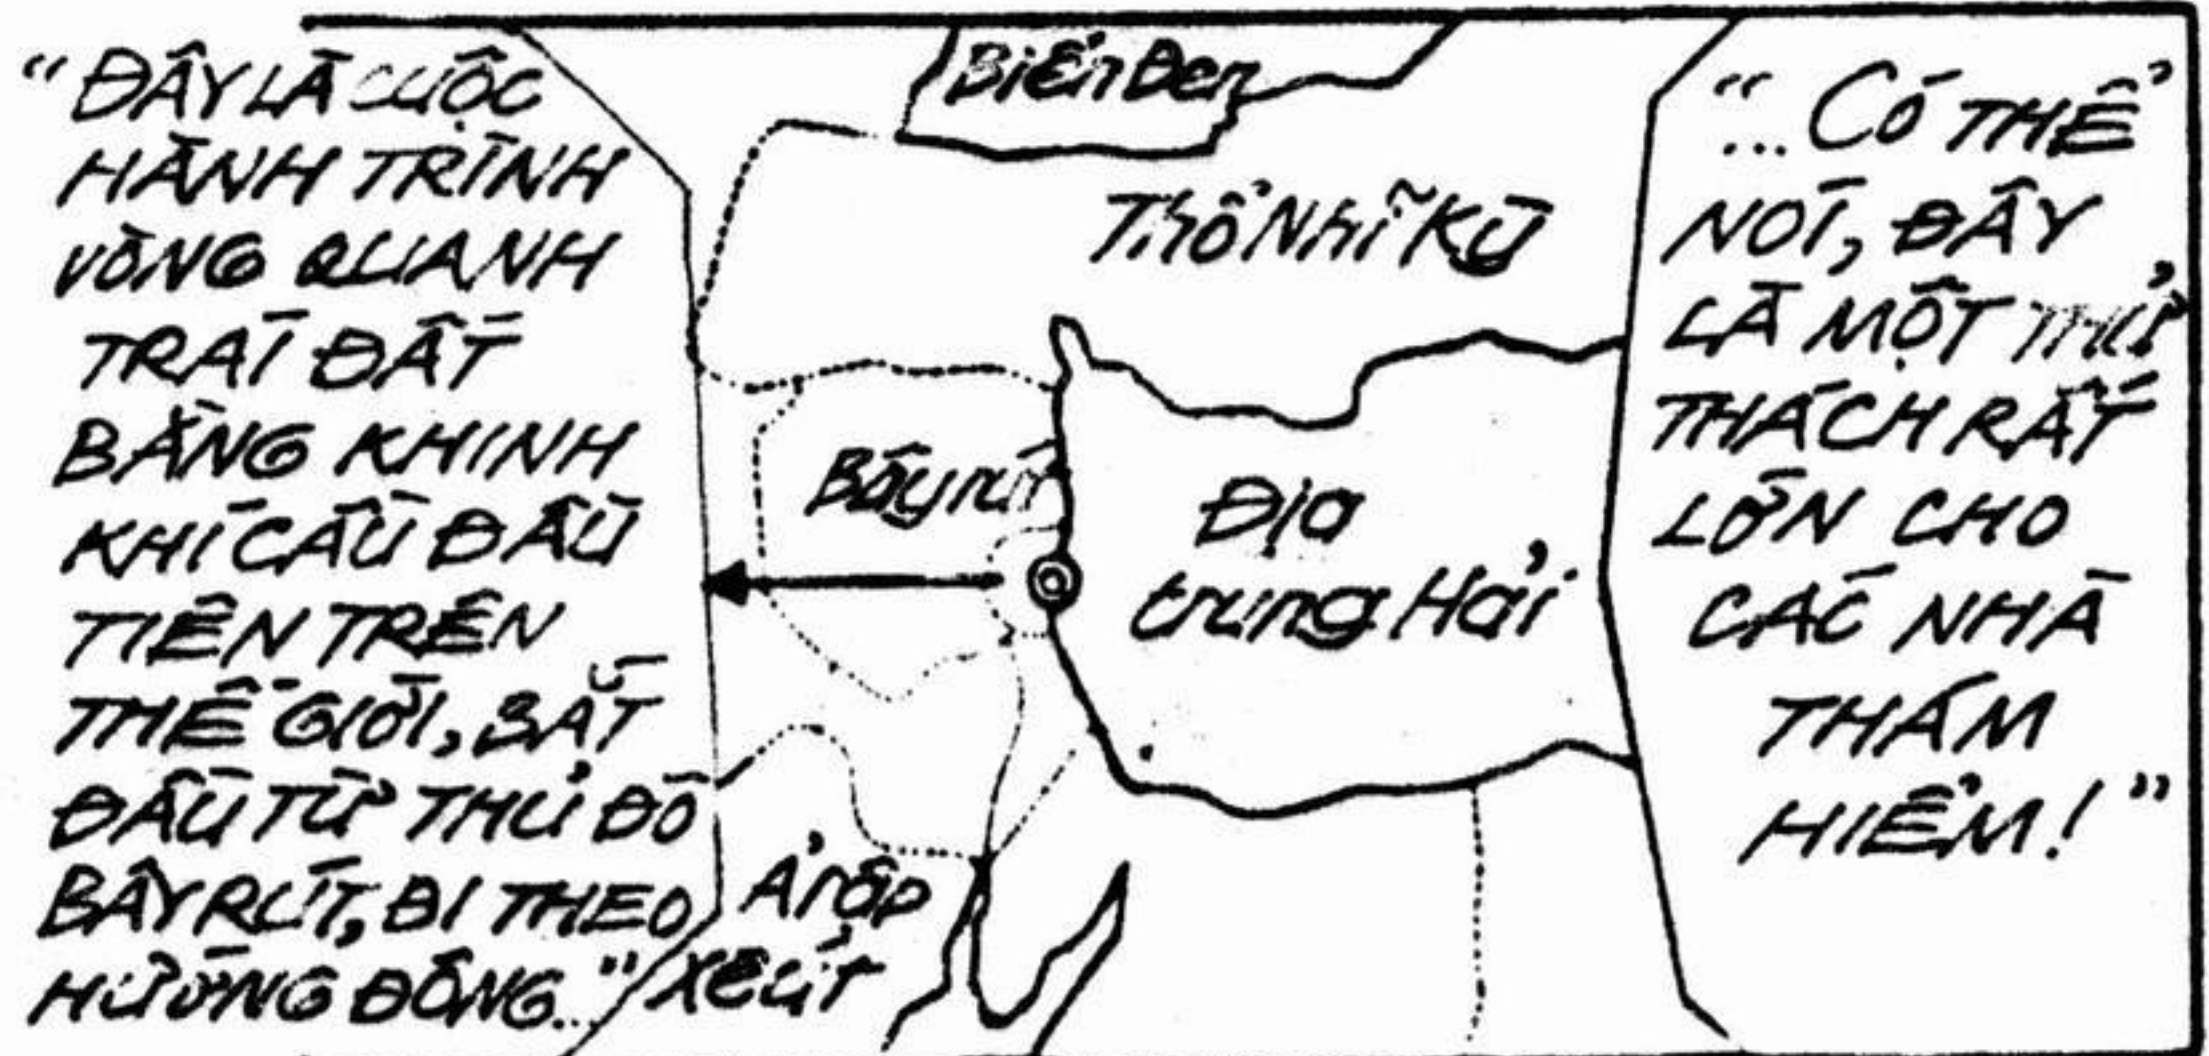 “ĐÂY LÀ CUỘC
HÀNH TRÌNH
VÒNG QUANH
TRÁI ĐẤT
BẰNG KHINH
KHÍ CẦU ĐẦU
TIÊN TRÊN
THẾ GIỚI, BẮT
ĐẦU TỪ THỦ ĐÔ
BÂYRÚT, ĐI THEO
HƯỚNG ĐÔNG...”
Biển Đen
Thổ Nhĩ Kỳ
Bâyrút
Địa
trung Hải
Ả rập
Xêút
“...CÓ THỂ
NÓI, ĐÂY
LÀ MỘT THỬ
THÁCH RẤT
LỚN CHO
CÁC NHÀ
THÁM
HIỂM!”